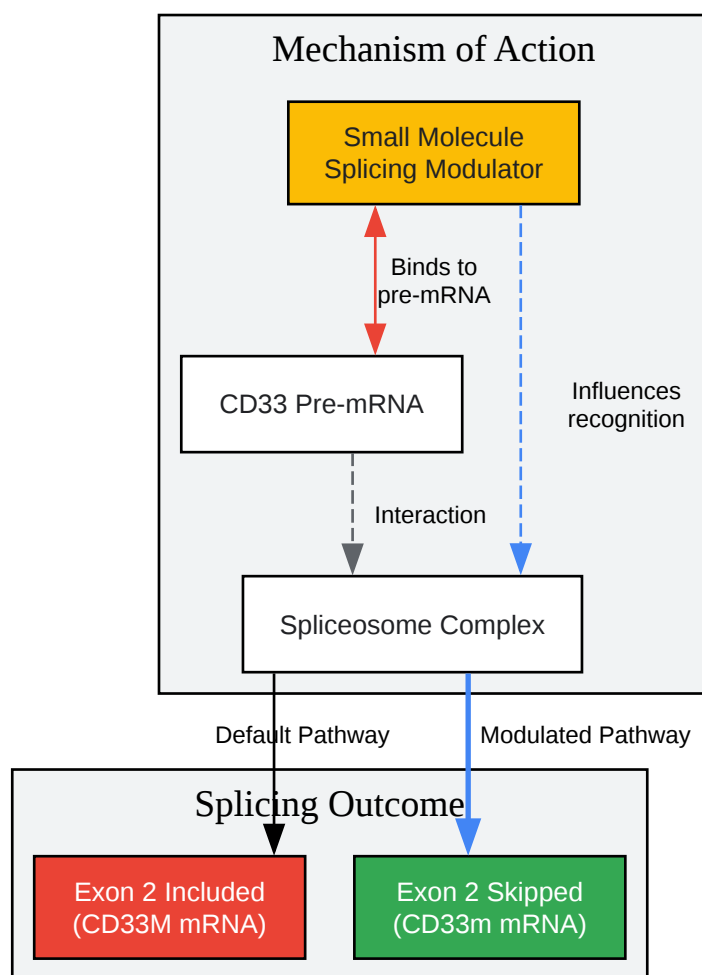 Mechanism of Action
Small Molecule
Splicing Modulator
Binds to
pre-mRNA
CD33 Pre-mRNA
Influences
recognition
Interaction
Spliceosome Complex
Default Pathway
Modulated Pathway
Splicing Outcome
Exon 2 Included
(CD33M mRNA)
Exon 2 Skipped
(CD33m mRNA)